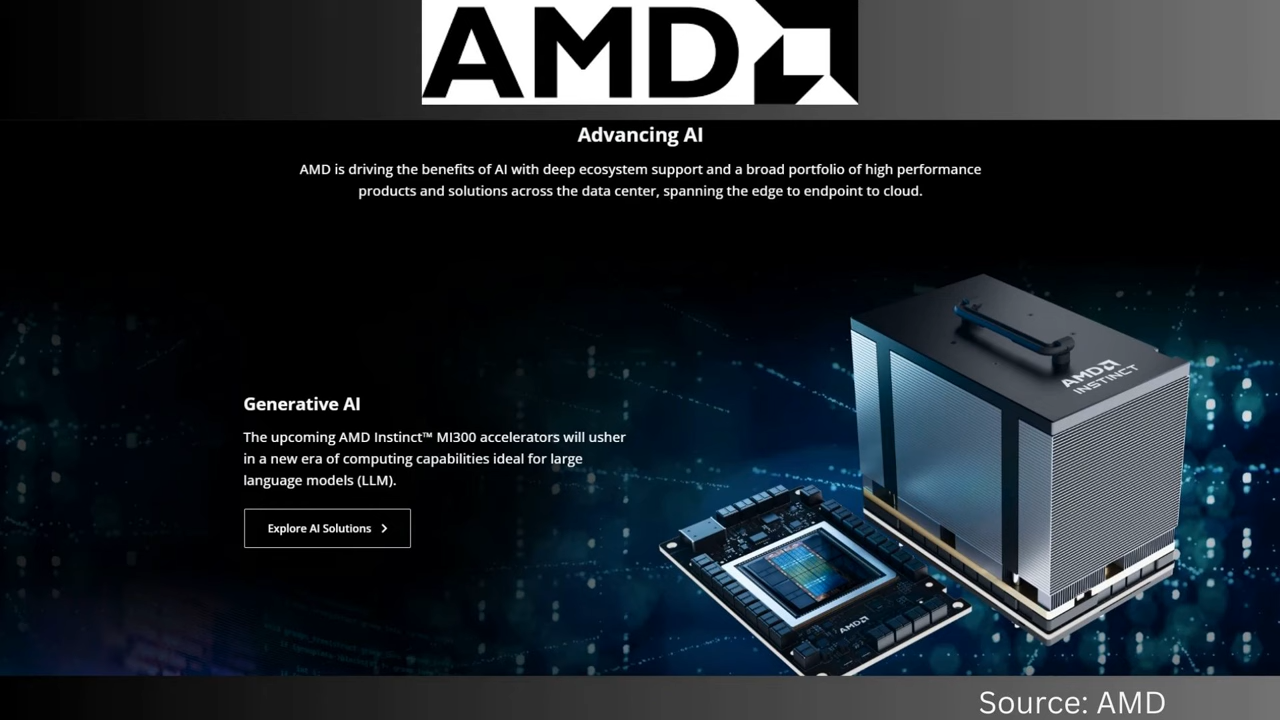 AMD
Advancing AI
AMD is driving the benefits of AI with deep ecosystem support and a broad portfolio of high performance
products and solutions across the data center, spanning the edge to endpoint to cloud.
AMD
INSTINCT
Generative AI
The upcoming AMD Instinct™ MI300 accelerators will usher
in a new era of computing capabilities ideal for large
language models (LLM).
Explore AI Solutions
AMD
Source: AMD